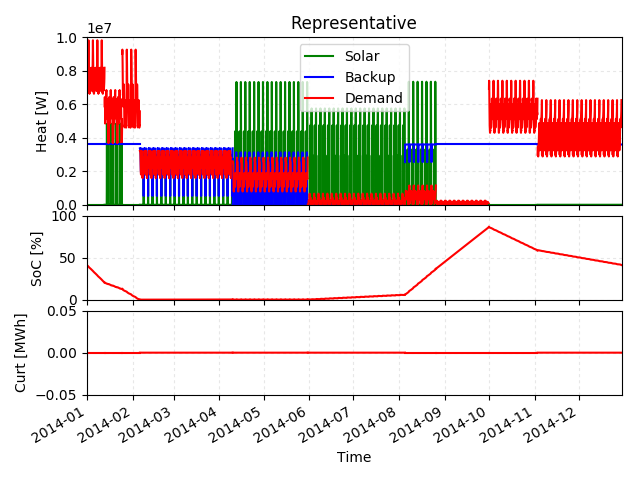 Representative
1e7
1.0
0.8
0.6
0.4
0.2
0.0
Heat [W]
Solar
Backup
Demand
100
50
0
SoC [%]
0.05
0.00
−0.05
Curt [MWh]
2014-01
2014-02
2014-03
2014-04
2014-05
2014-06
2014-07
2014-08
2014-09
2014-10
2014-11
2014-12
Time